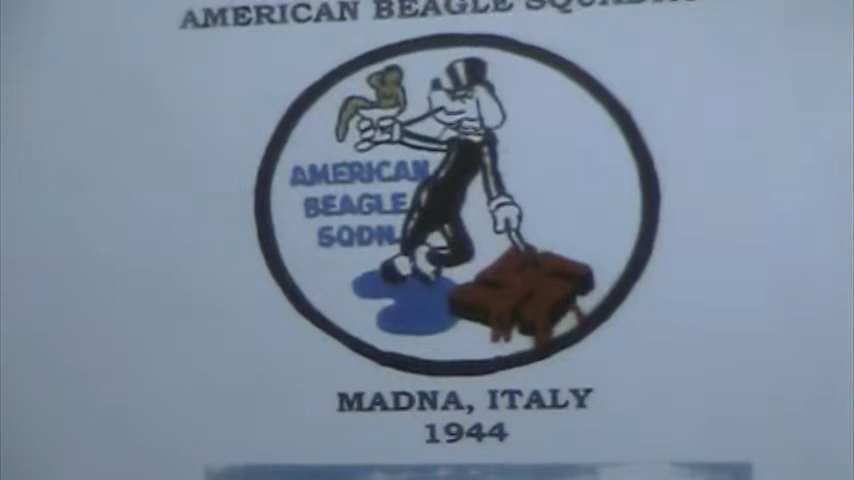 AMERICAN BEAGLE
AMERICAN
BEAGLE
SQDN.
MADNA, ITALY
1944